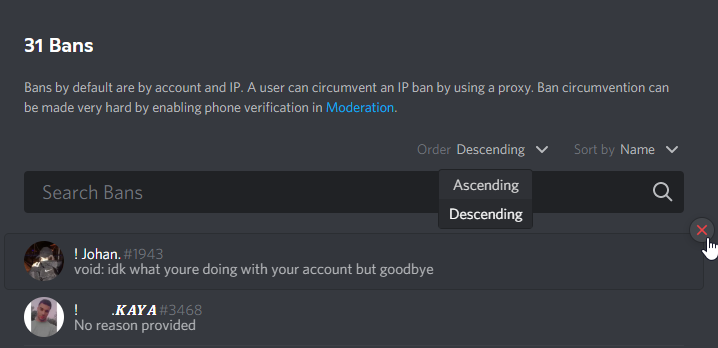 31 Bans
Bans by default are by account and IP. A user can circumvent an IP ban by using a proxy. Ban circumvention can
be made very hard by enabling phone verification in Moderation.
Order Descending Sort by Name
Search Bans
Ascending
Descending
! Johan. #1943
void: idk what youre doing with your account but goodbye
! .𝑲𝑨𝒀𝑨 #3468
No reason provided